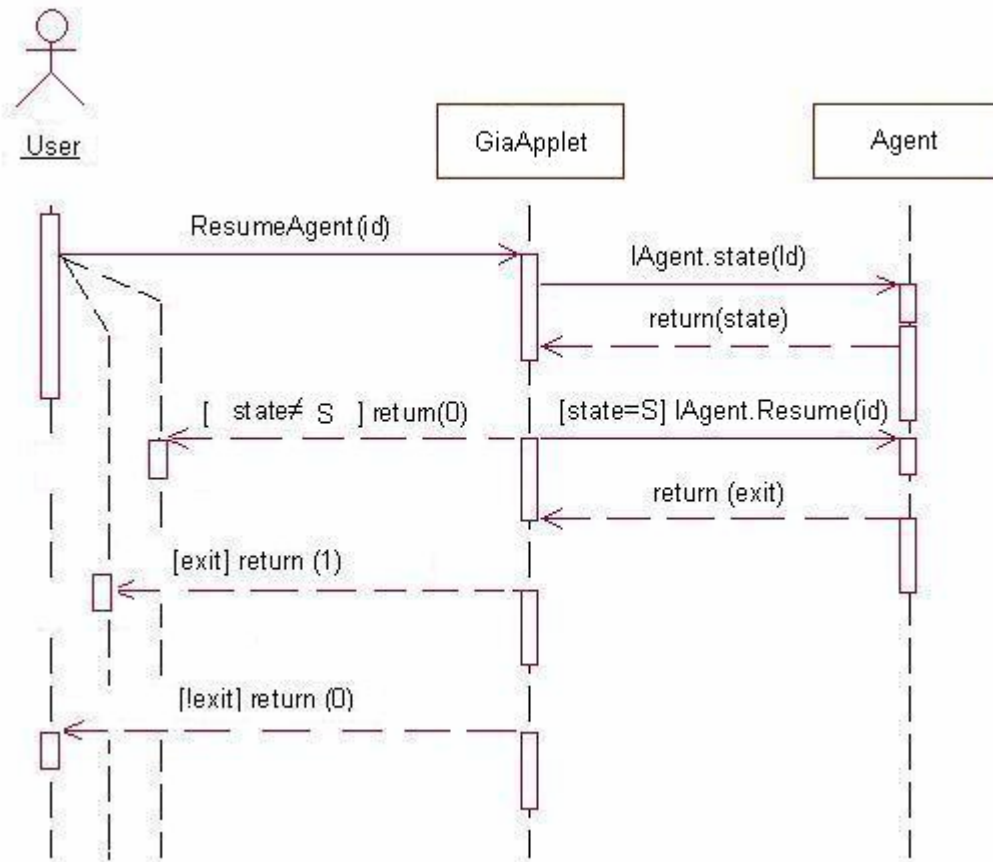 User
GiaApplet
Agent
ResumeAgent(id)
IAgent.state(Id)
return(state)
[ state≠ S ] return(0)
[state=S] IAgent.Resume(id)
return (exit)
[exit] return (1)
[!exit] return (0)